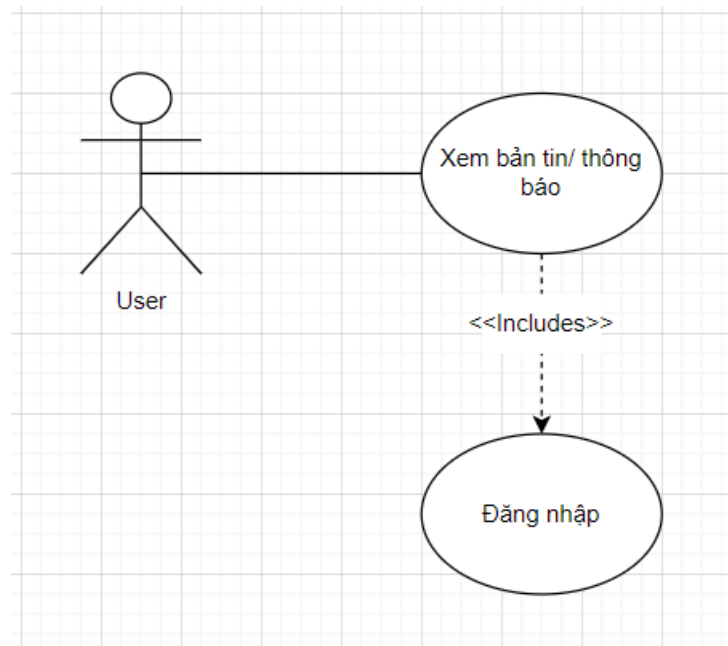 Xem bản tin/ thông
báo
User
<<Includes>>
Đăng nhập